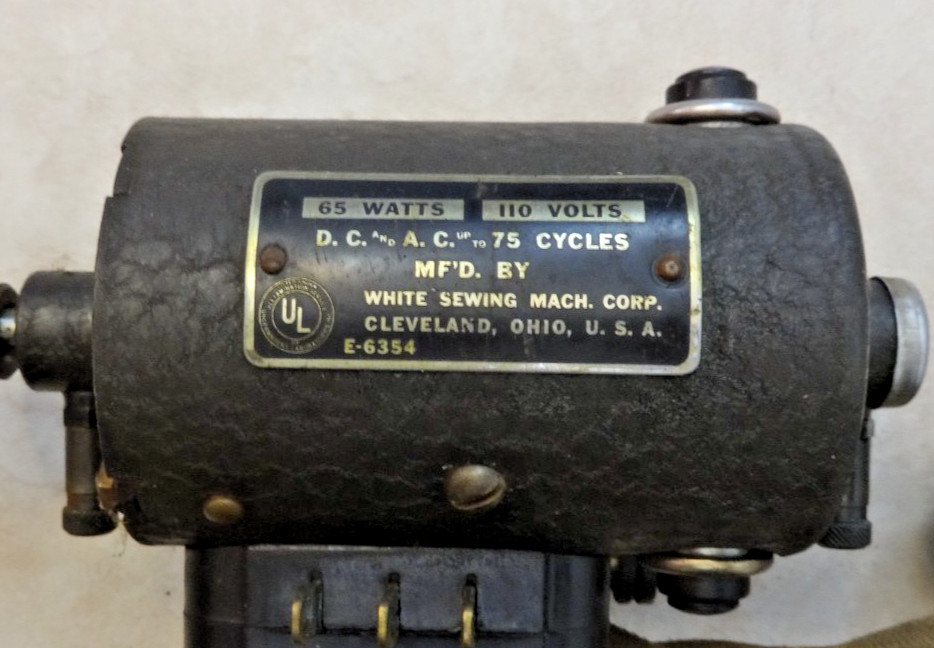 65 WATTS 110 VOLTS
D. C. AND A. C. UP TO 75 CYCLES
MF'D. BY
WHITE SEWING MACH. CORP.
CLEVELAND, OHIO, U. S. A.
UL
E-6354